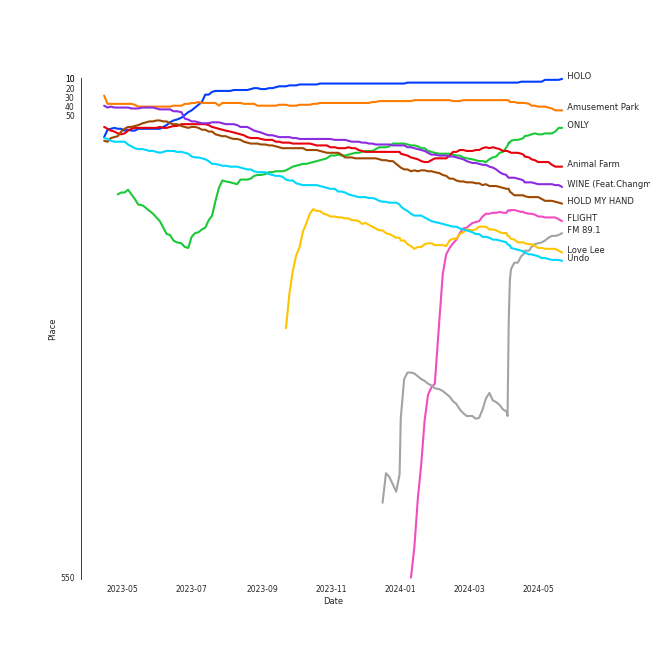 10
10
20
30
40
50
550
Place
HOLO
Amusement Park
ONLY
Animal Farm
WINE (Feat.Changm
HOLD MY HAND
FLIGHT
FM 89.1
Love Lee
Undo
2023-05
2023-07
2023-09
2023-11
2024-01
2024-03
2024-05
Date